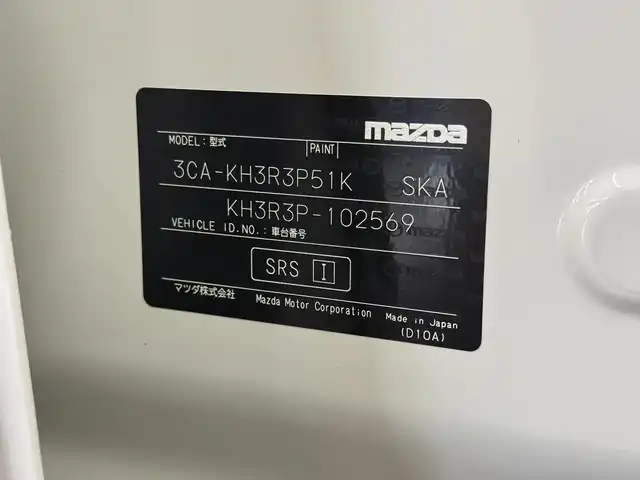 mazda
MODEL:型式 PAINT
3CA-KH3R3P51K SKA
KH3R3P-102569
VEHICLE ID.NO.:車台番号
SRS I
マツダ株式会社 Mazda Motor Corporation Made in Japan
(D10A)